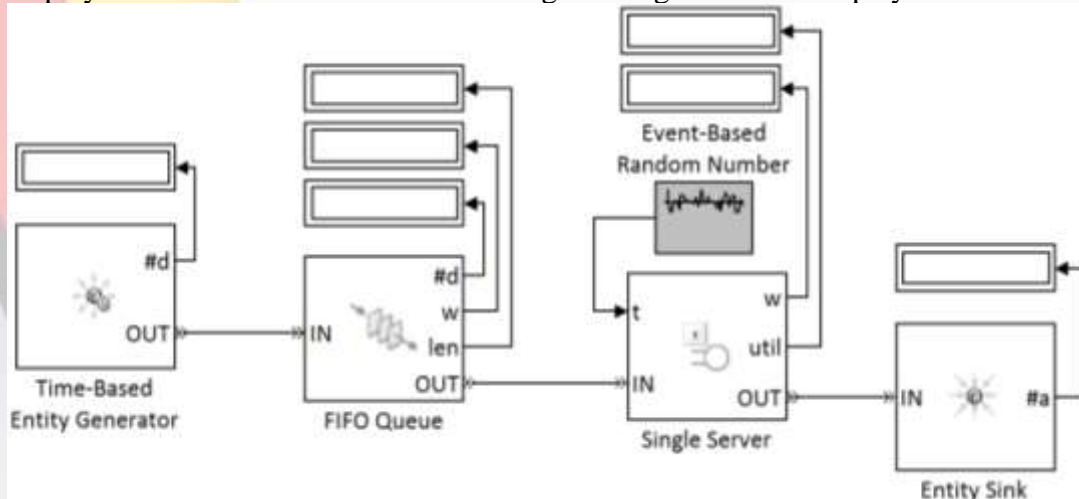 #d
OUT
Time-Based
Entity Generator
#d
w
len
IN
OUT
FIFO Queue
Event-Based
Random Number
t
w
util
IN
OUT
Single Server
IN
#a
Entity Sink